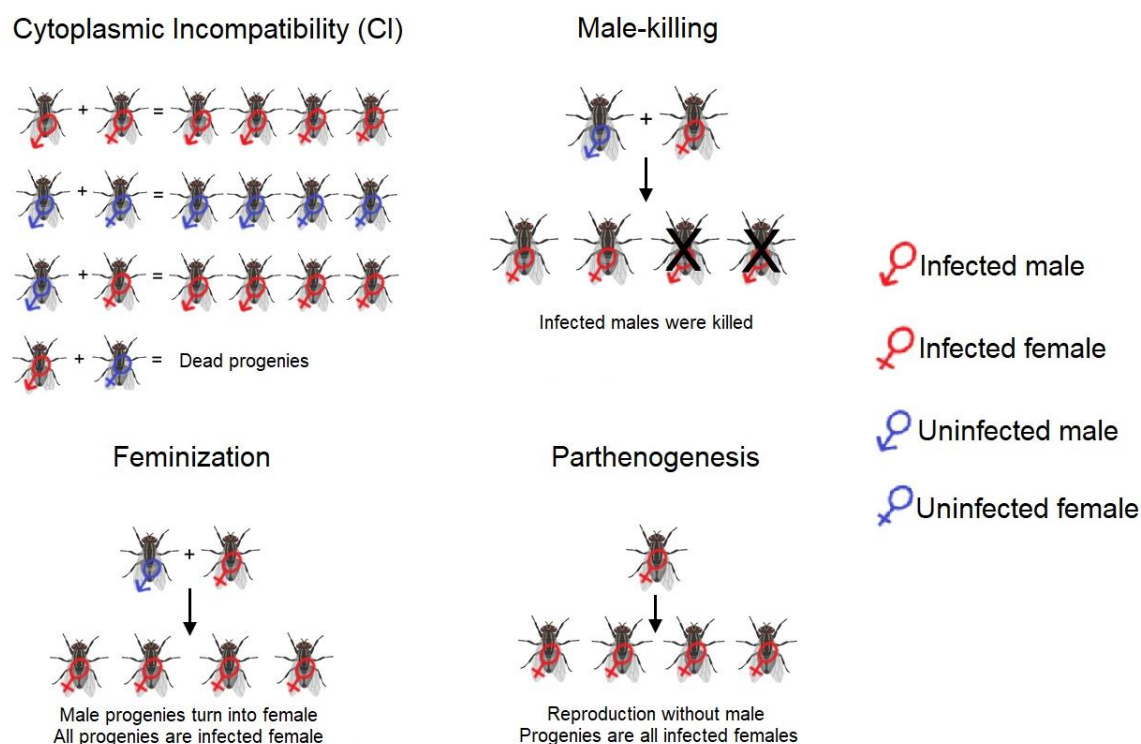 Cytoplasmic Incompatibility (CI)
+ =
+ =
+ =
+ = Dead progenies
Male-killing
+
X X
Infected males were killed
Infected male
Infected female
Uninfected male
Uninfected female
Feminization
+
Male progenies turn into female
All progenies are infected female
Parthenogenesis
Reproduction without male
Progenies are all infected females